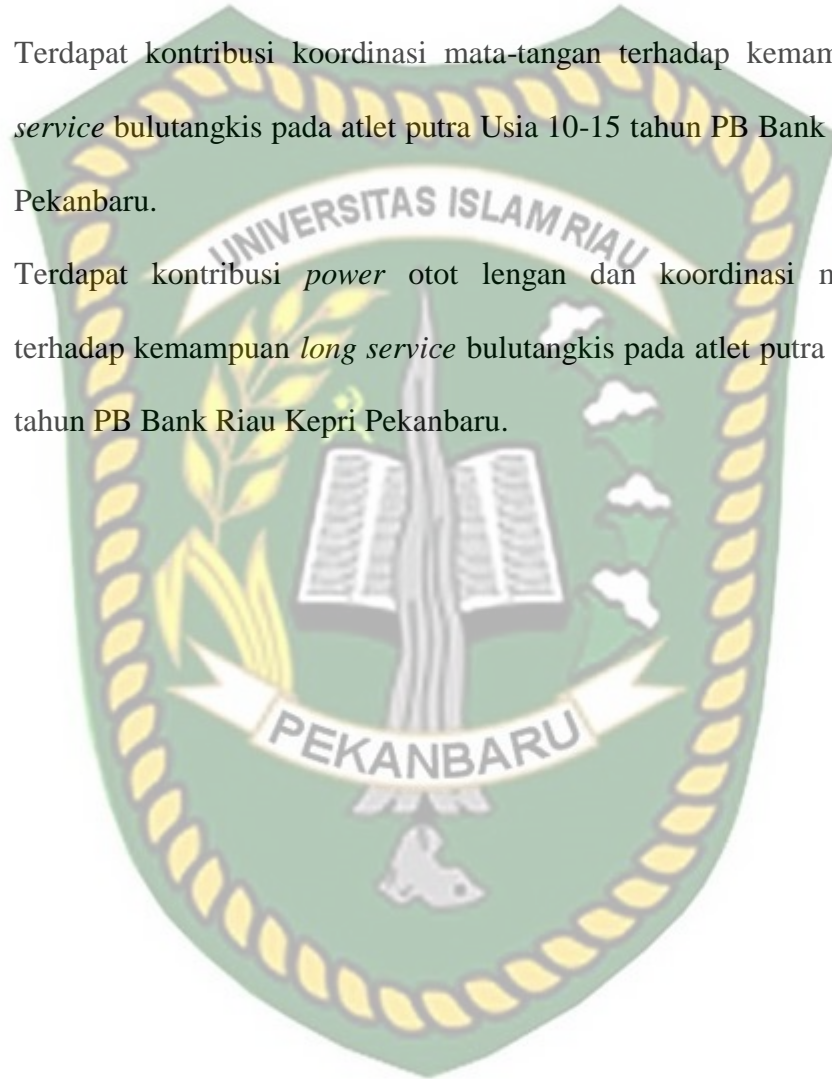 Terdapat kontribusi koordinasi mata-tangan terhadap
service bulutangkis pada atlet putra Usia 10-15 tahun PB Bank
Pekanbaru.
UNIVERSITAS ISLAM RIAU
Terdapat kontribusi power otot lengan dan koordinasi
terhadap kemampuan long service bulutangkis pada atlet putra
tahun PB Bank Riau Kepri Pekanbaru.
PEKANBARU